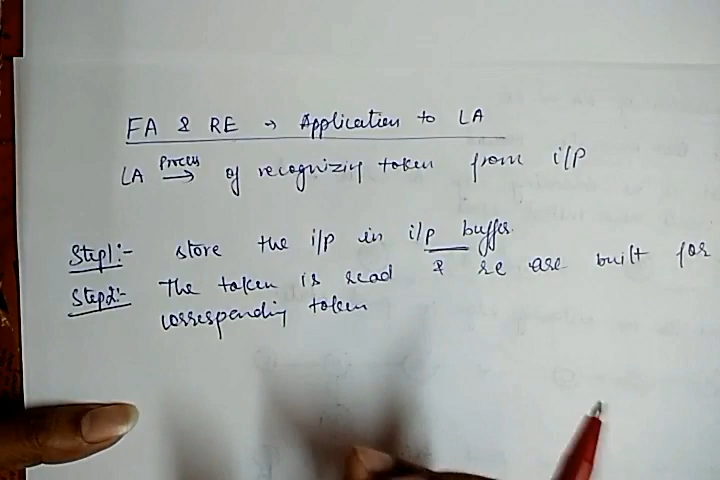 FA & RE → Application to LA
LA Process → of recognizing token from i/p
Step1:- store the i/p in i/p buffer.
Step2:- The token is read & re are built for
corresponding token